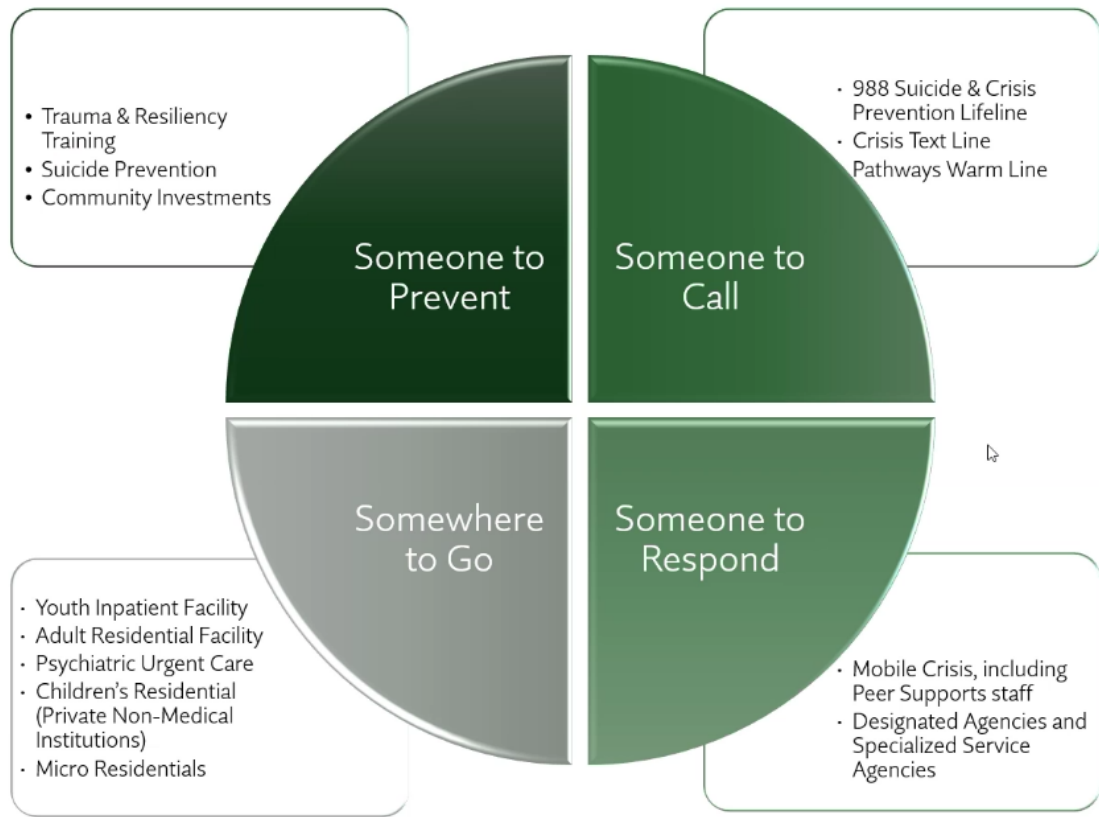 • Trauma & Resiliency
Training
• Suicide Prevention
• Community Investments
Someone to
Prevent
· 988 Suicide & Crisis
Prevention Lifeline
· Crisis Text Line
Pathways Warm Line
Someone to
Call
Somewhere
to Go
· Youth Inpatient Facility
· Adult Residential Facility
· Psychiatric Urgent Care
· Children’s Residential
(Private Non-Medical
Institutions)
· Micro Residentials
Someone to
Respond
· Mobile Crisis, including
Peer Supports staff
· Designated Agencies and
Specialized Service
Agencies